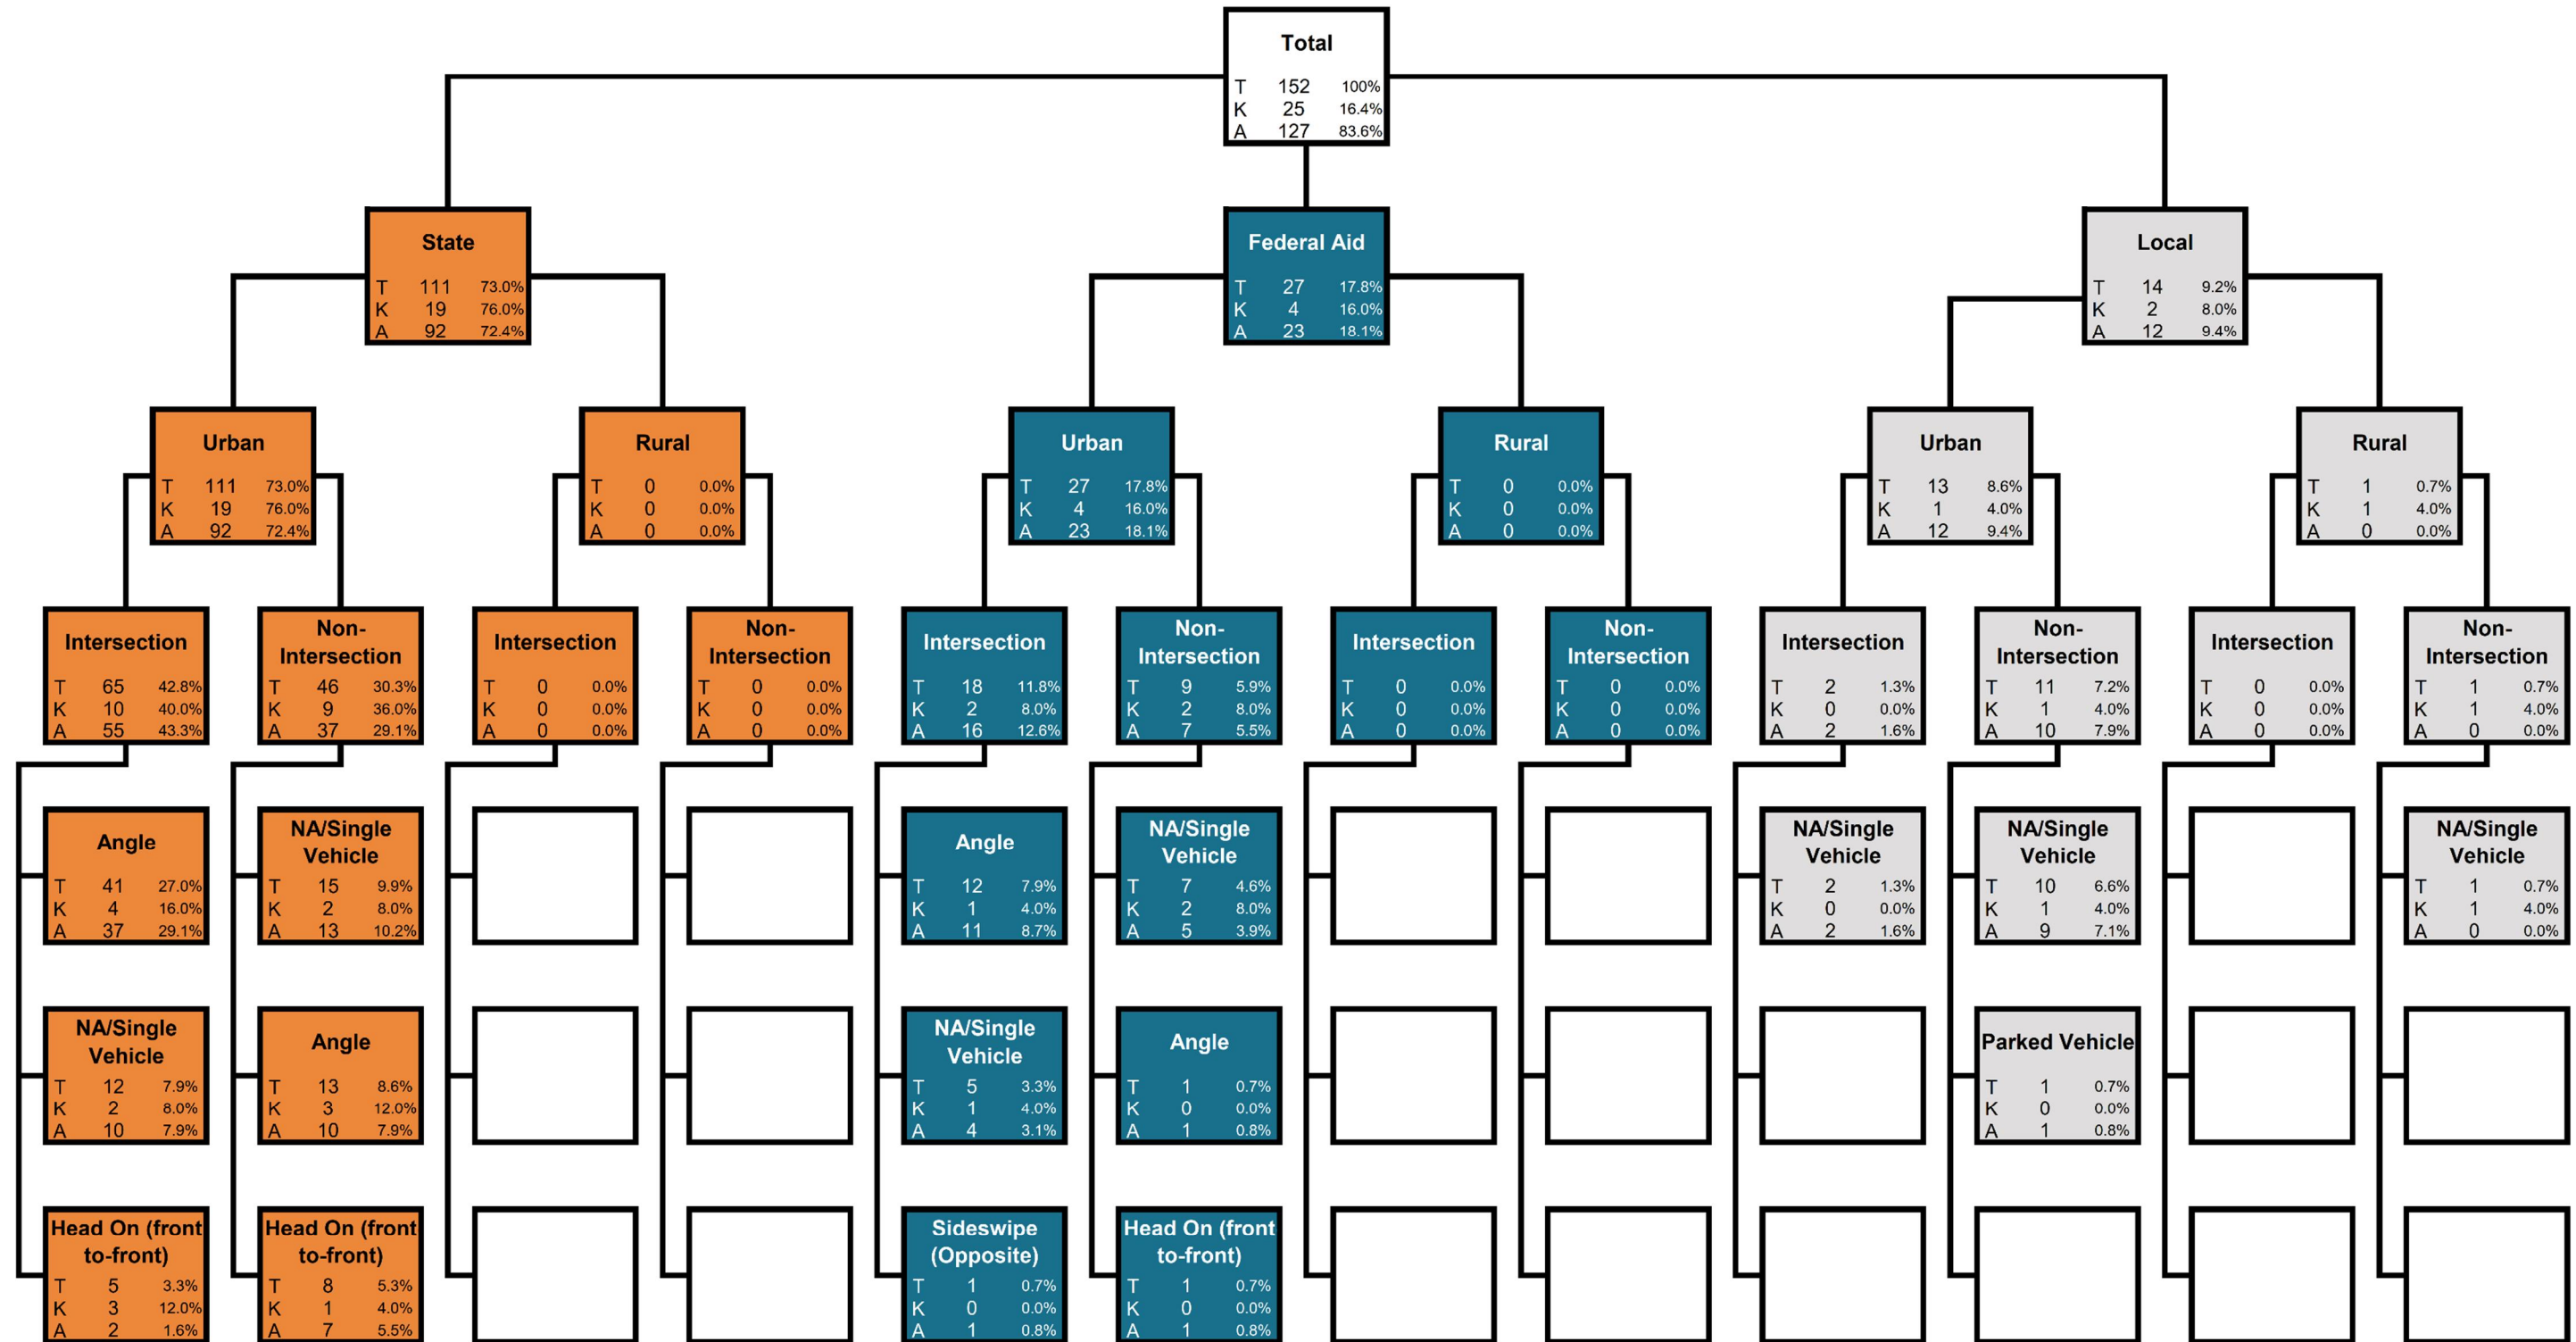 Total
T 152 100%
K 25 16.4%
A 127 83.6%
State
T 111 73.0%
K 19 76.0%
A 92 72.4%
Federal Aid
T 27 17.8%
K 4 16.0%
A 23 18.1%
Local
T 14 9.2%
K 2 8.0%
A 12 9.4%
Urban
T 111 73.0%
K 19 76.0%
A 92 72.4%
Rural
T 0 0.0%
K 0 0.0%
A 0 0.0%
Urban
T 27 17.8%
K 4 16.0%
A 23 18.1%
Rural
T 0 0.0%
K 0 0.0%
A 0 0.0%
Urban
T 13 8.6%
K 1 4.0%
A 12 9.4%
Rural
T 1 0.7%
K 1 4.0%
A 0 0.0%
Intersection
T 65 42.8%
K 10 40.0%
A 55 43.3%
Non-
Intersection
T 46 30.3%
K 9 36.0%
A 37 29.1%
Intersection
T 0 0.0%
K 0 0.0%
A 0 0.0%
Non-
Intersection
T 0 0.0%
K 0 0.0%
A 0 0.0%
Intersection
T 18 11.8%
K 2 8.0%
A 16 12.6%
Non-
Intersection
T 9 5.9%
K 2 8.0%
A 7 5.5%
Intersection
T 0 0.0%
K 0 0.0%
A 0 0.0%
Non-
Intersection
T 0 0.0%
K 0 0.0%
A 0 0.0%
Intersection
T 2 1.3%
K 0 0.0%
A 2 1.6%
Non-
Intersection
T 11 7.2%
K 1 4.0%
A 10 7.9%
Intersection
T 0 0.0%
K 0 0.0%
A 0 0.0%
Non-
Intersection
T 1 0.7%
K 1 4.0%
A 0 0.0%
Angle
T 41 27.0%
K 4 16.0%
A 37 29.1%
NA/Single
Vehicle
T 15 9.9%
K 2 8.0%
A 13 10.2%
Angle
T 12 7.9%
K 1 4.0%
A 11 8.7%
NA/Single
Vehicle
T 7 4.6%
K 2 8.0%
A 5 3.9%
NA/Single
Vehicle
T 2 1.3%
K 0 0.0%
A 2 1.6%
NA/Single
Vehicle
T 10 6.6%
K 1 4.0%
A 9 7.1%
NA/Single
Vehicle
T 1 0.7%
K 1 4.0%
A 0 0.0%
NA/Single
Vehicle
T 12 7.9%
K 2 8.0%
A 10 7.9%
Angle
T 13 8.6%
K 3 12.0%
A 10 7.9%
NA/Single
Vehicle
T 5 3.3%
K 1 4.0%
A 4 3.1%
Angle
T 1 0.7%
K 0 0.0%
A 1 0.8%
Parked Vehicle
T 1 0.7%
K 0 0.0%
A 1 0.8%
Head On (front
to-front)
T 5 3.3%
K 3 12.0%
A 2 1.6%
Head On (front
to-front)
T 8 5.3%
K 1 4.0%
A 7 5.5%
Sideswipe
(Opposite)
T 1 0.7%
K 0 0.0%
A 1 0.8%
Head On (front
to-front)
T 1 0.7%
K 0 0.0%
A 1 0.8%